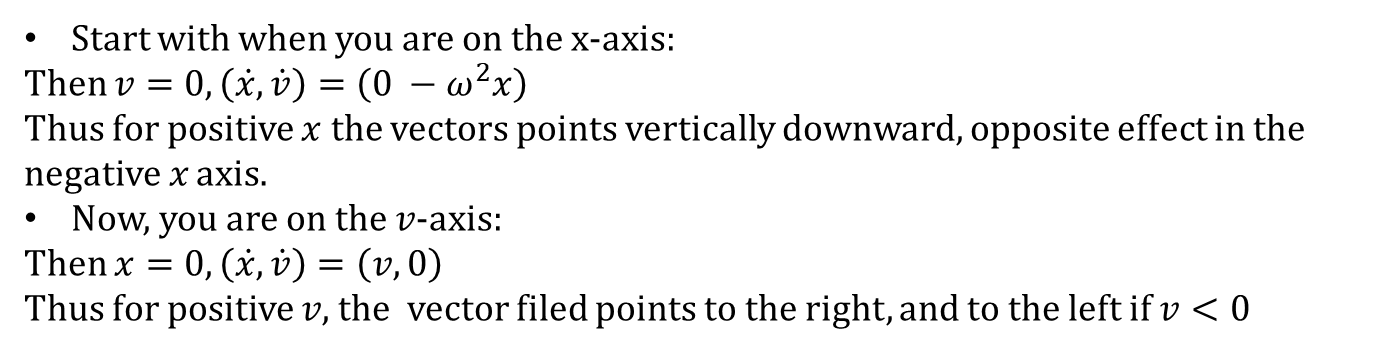 • Start with when you are on the x-axis:
Then 𝑣 = 0, (ẋ, v̇) = (0 − ω²x)
Thus for positive 𝑥 the vectors points vertically downward, opposite effect in the
negative 𝑥 axis.
• Now, you are on the 𝑣-axis:
Then 𝑥 = 0, (ẋ, v̇) = (𝑣, 0)
Thus for positive 𝑣, the vector filed points to the right, and to the left if 𝑣 < 0